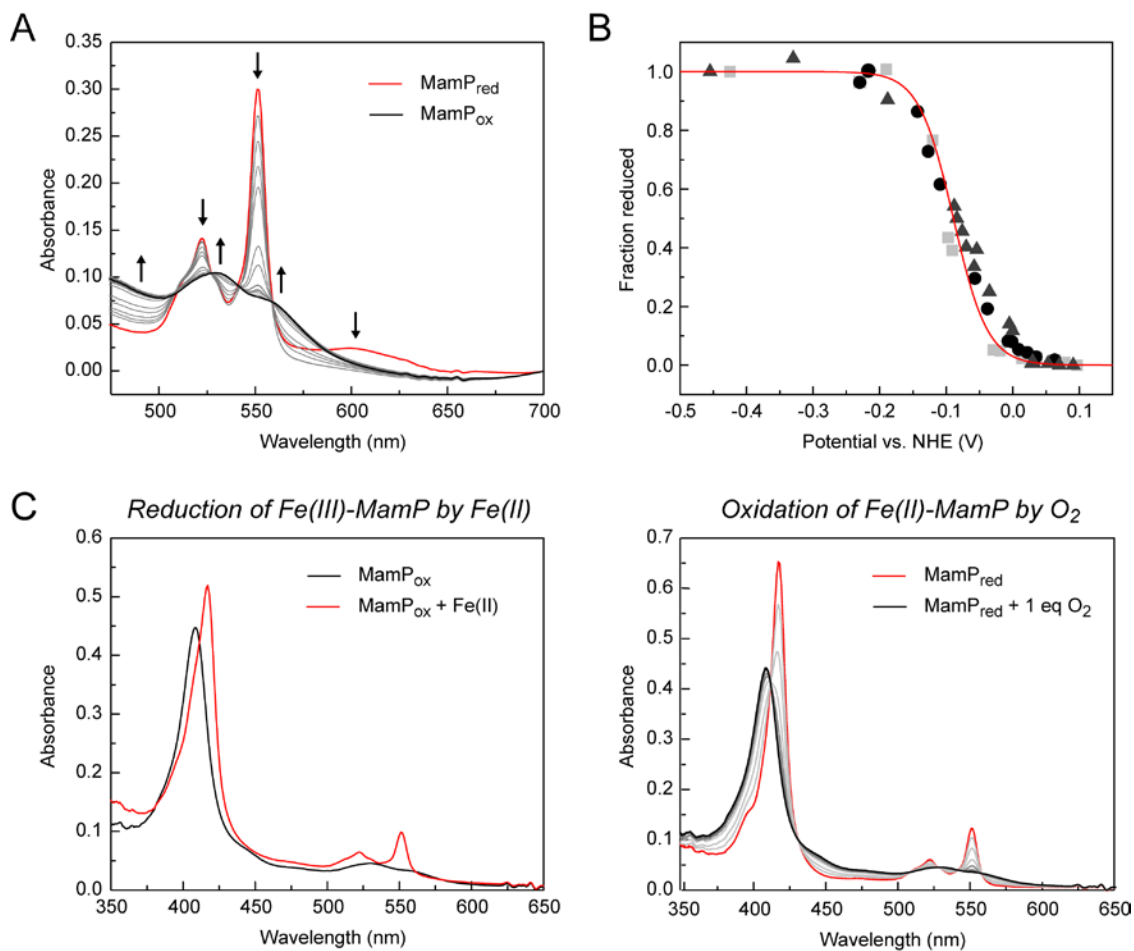 A
0.35
0.30
0.25
0.20
0.15
0.10
0.05
0.00
Absorbance
MamPred
MamPox
500
550
600
650
700
Wavelength (nm)
B
1.0
0.8
0.6
0.4
0.2
0.0
Fraction reduced
-0.5
-0.4
-0.3
-0.2
-0.1
0.0
0.1
Potential vs. NHE (V)
C
Reduction of Fe(III)-MamP by Fe(II)
0.6
0.5
0.4
0.3
0.2
0.1
0.0
Absorbance
MamPox
MamPox + Fe(II)
350
400
450
500
550
600
650
Wavelength (nm)
Oxidation of Fe(II)-MamP by O2
0.7
0.6
0.5
0.4
0.3
0.2
0.1
0.0
Absorbance
MamPred
MamPred + 1 eq O2
350
400
450
500
550
600
650
Wavelength (nm)